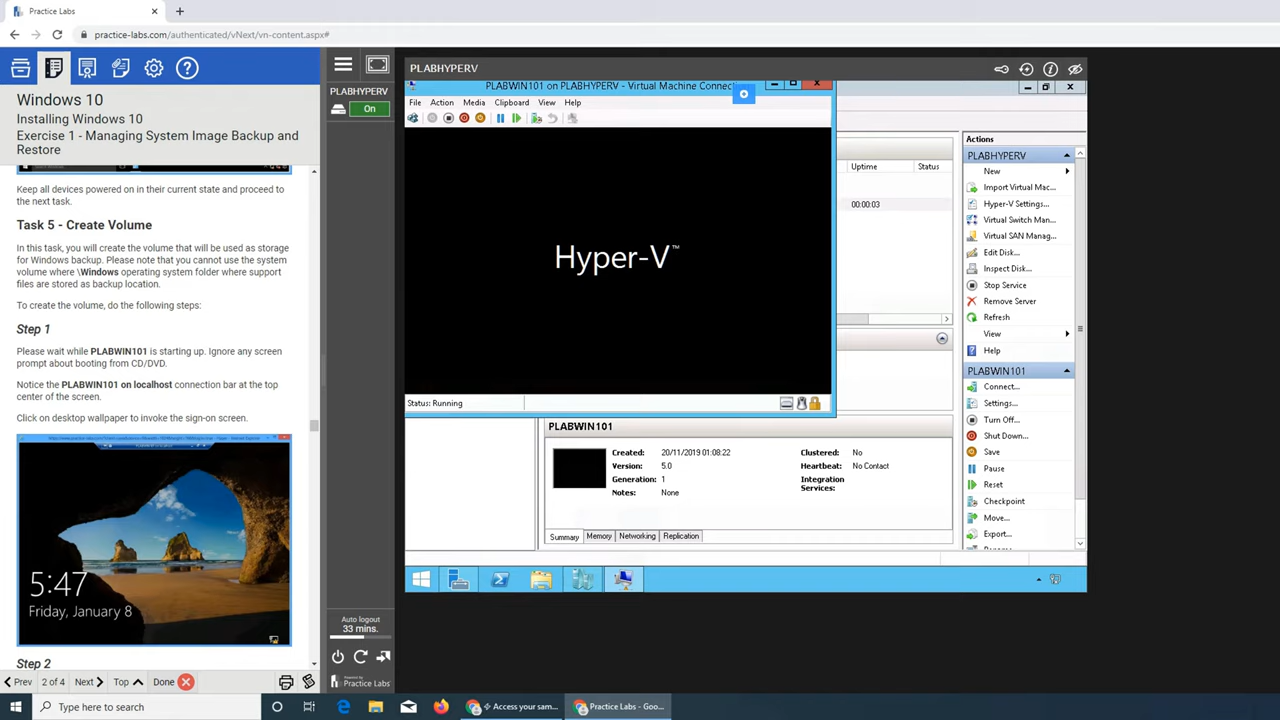 Practice Labs
practice-labs.com/authenticated/vNext/vn-content.aspx#
Windows 10
Installing Windows 10
Exercise 1 - Managing System Image Backup and
Restore
Keep all devices powered on in their current state and proceed to
the next task.
Task 5 - Create Volume
In this task, you will create the volume that will be used as storage
for Windows backup. Please note that you cannot use the system
volume where \Windows operating system folder where support
files are stored as backup location.
To create the volume, do the following steps:
Step 1
Please wait while PLABWIN101 is starting up. Ignore any screen
prompt about booting from CD/DVD.
Notice the PLABWIN101 on localhost connection bar at the top
center of the screen.
Click on desktop wallpaper to invoke the sign-on screen.
5:47
Friday, January 8
Step 2
Prev 2 of 4 Next Top Done
PLABHYPERV
On
Auto logout
33 mins.
Powered by
Practice Labs
PLABHYPERV
PLABWIN101 on PLABHYPERV - Virtual Machine Connec
File Action Media Clipboard View Help
Hyper-V™
Status: Running
Uptime Status
00:00:03
PLABWIN101
Created: 20/11/2019 01:08:22 Clustered: No
Version: 5.0 Heartbeat: No Contact
Generation: 1 Integration
Services:
Notes: None
Summary Memory Networking Replication
Actions
PLABHYPERV
New
Import Virtual Mac...
Hyper-V Settings...
Virtual Switch Man...
Virtual SAN Manag...
Edit Disk...
Inspect Disk...
Stop Service
Remove Server
Refresh
View
Help
PLABWIN101
Connect...
Settings...
Turn Off...
Shut Down...
Save
Pause
Reset
Checkpoint
Move...
Export...
Type here to search
Access your sam...
Practice Labs - Goo...